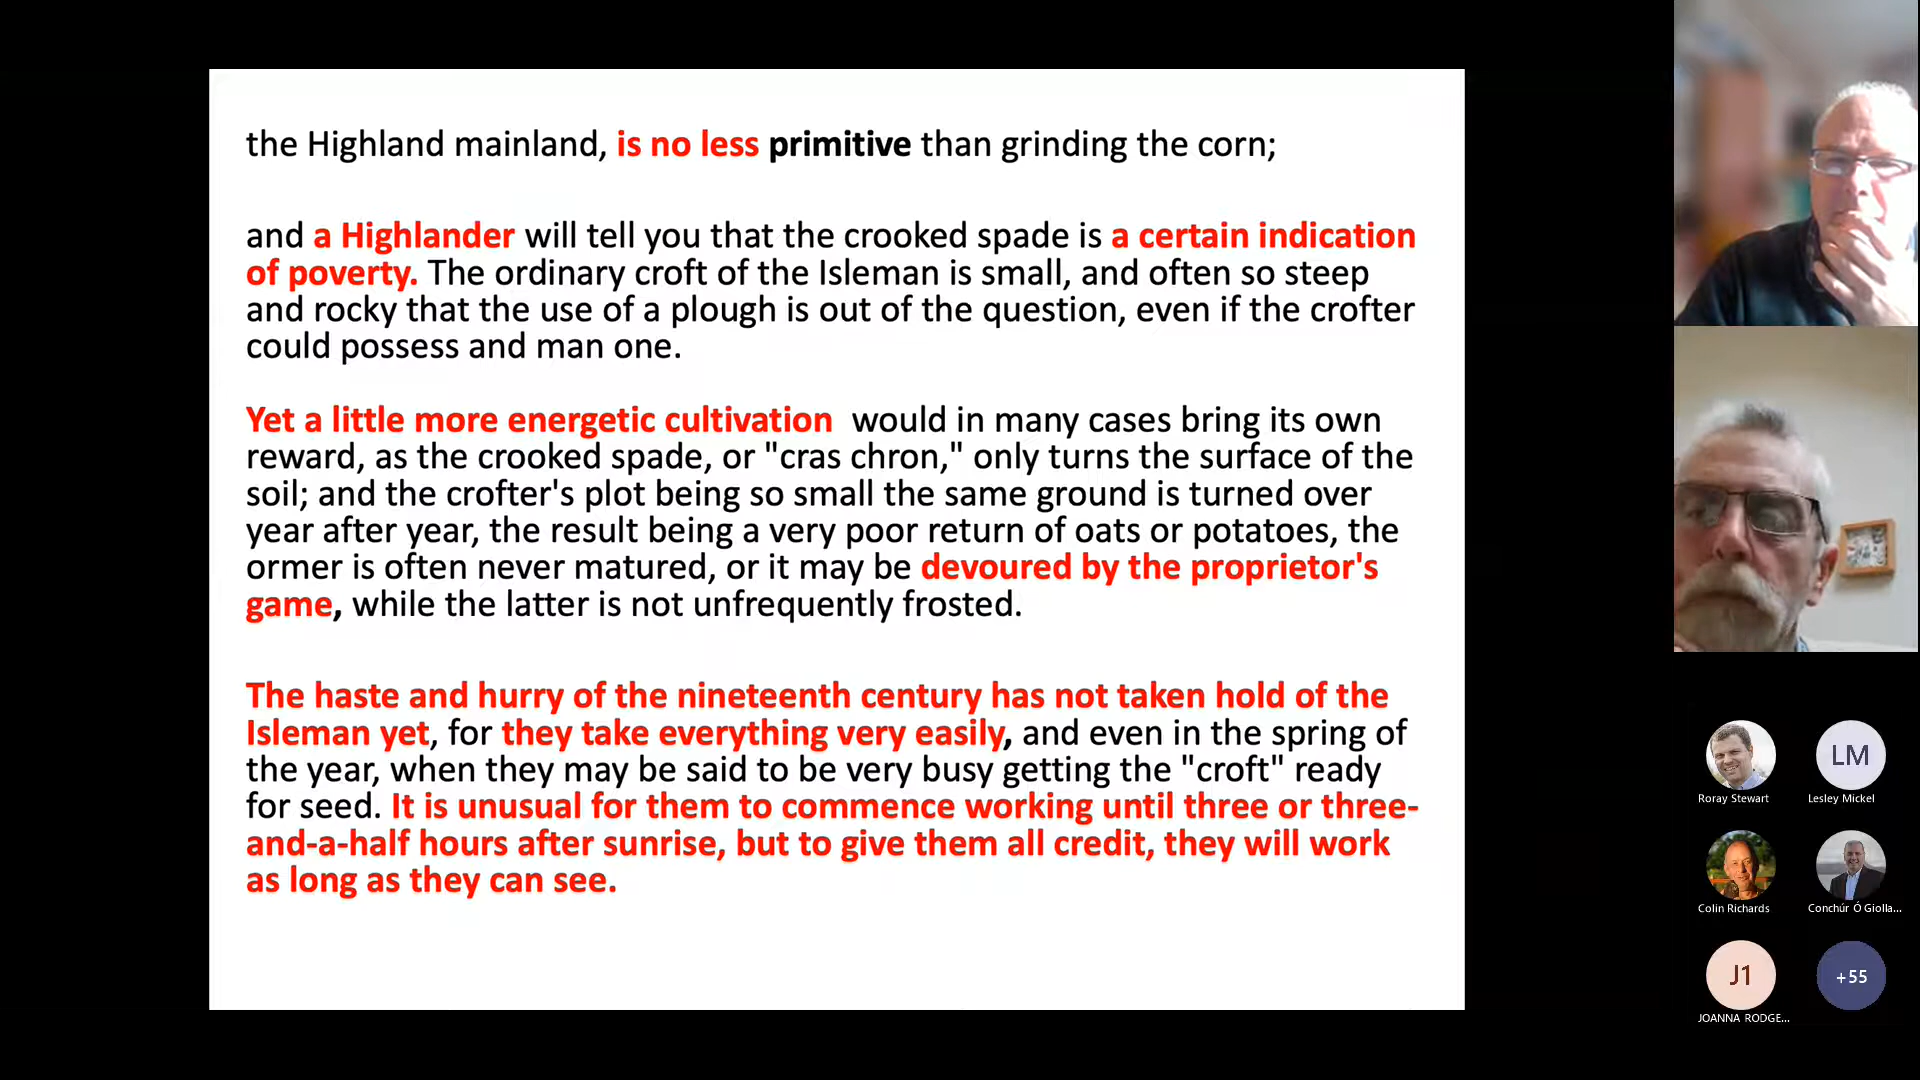 the Highland mainland, is no less primitive than grinding the corn;
and a Highlander will tell you that the crooked spade is a certain indication
of poverty. The ordinary croft of the Isleman is small, and often so steep
and rocky that the use of a plough is out of the question, even if the crofter
could possess and man one.
Yet a little more energetic cultivation would in many cases bring its own
reward, as the crooked spade, or "cras chron," only turns the surface of the
soil; and the crofter's plot being so small the same ground is turned over
year after year, the result being a very poor return of oats or potatoes, the
ormer is often never matured, or it may be devoured by the proprietor's
game, while the latter is not unfrequently frosted.
The haste and hurry of the nineteenth century has not taken hold of the
Isleman yet, for they take everything very easily, and even in the spring of
the year, when they may be said to be very busy getting the "croft" ready
for seed. It is unusual for them to commence working until three or three-
and-a-half hours after sunrise, but to give them all credit, they will work
as long as they can see.
Roray Stewart
LM
Lesley Mickel
Colin Richards
Conchúr Ó Giolla...
J1
JOANNA RODGE...
+55